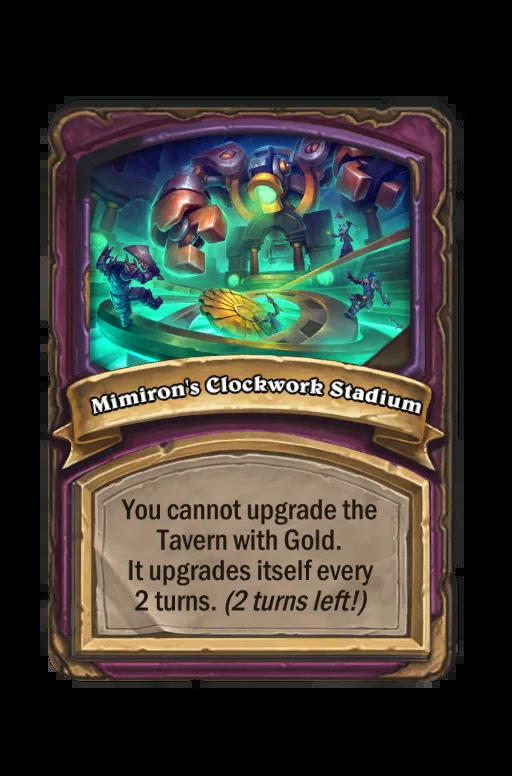 Mimiron's Clockwork Stadium
You cannot upgrade the
Tavern with Gold.
It upgrades itself every
2 turns. (2 turns left!)